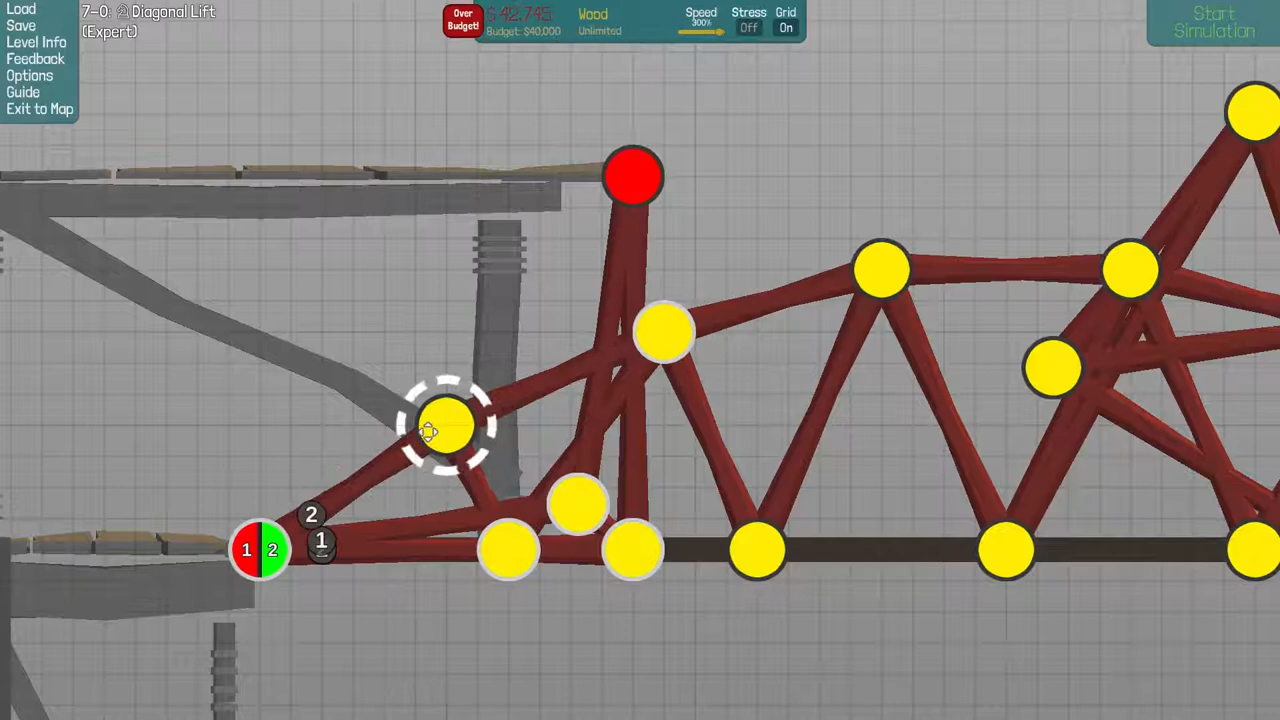 Load
Save
Level Info
Feedback
Options
Guide
Exit to Map
7-0: Diagonal Lift
(Expert)
Over
Budget!
$ 42,745
Budget: $40,000
Wood
Unlimited
Speed
300%
Stress
Off
Grid
On
Start
Simulation
2
1
1 2